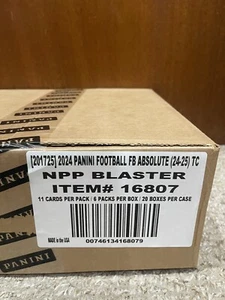 [201725] 2024 PANINI FOOTBALL FB ABSOLUTE (24-25) TC
NPP BLASTER
ITEM# 16807
11 CARDS PER PACK / 6 PACKS PER BOX / 20 BOXES PER CASE
MADE IN THE USA
00746134168079
PANINI